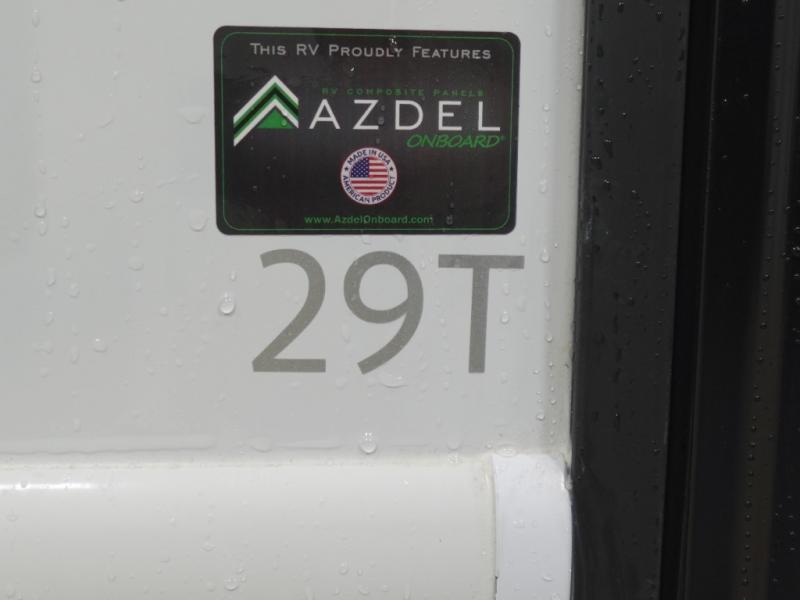 This RV Proudly Features
RV COMPOSITE PANELS
AZDEL
ONBOARD®
MADE IN USA
AMERICAN PRODUCT
www.AzdelOnboard.com
29T